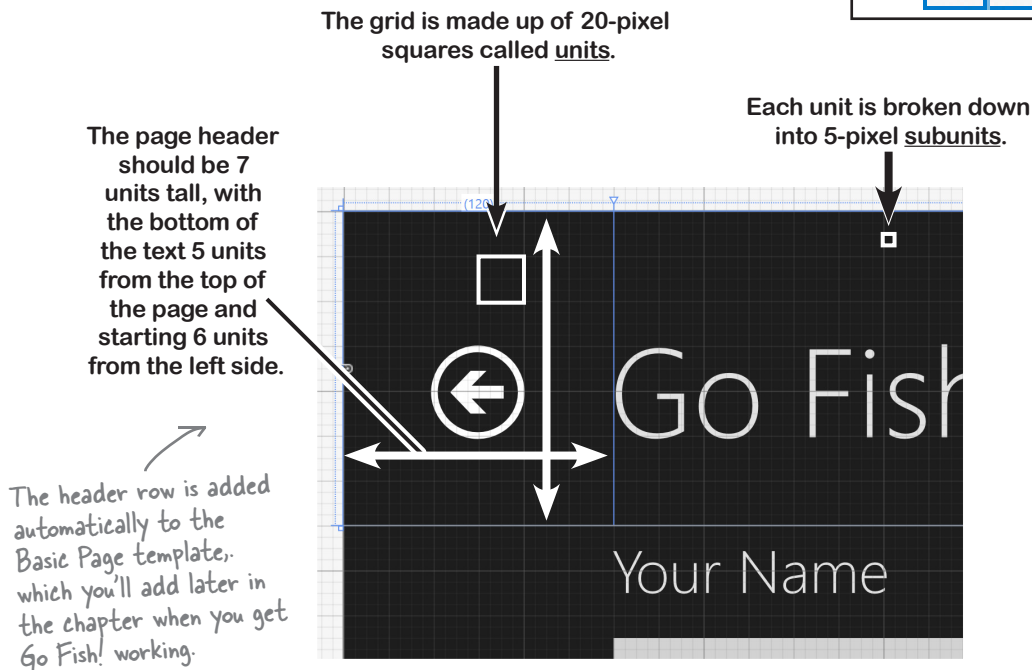 The grid is made up of 20-pixel
squares called units.
Each unit is broken down
into 5-pixel subunits.
The page header
should be 7
units tall, with
the bottom of
the text 5 units
from the top of
the page and
starting 6 units
from the left side.
(120)
Go Fish
The header row is added
automatically to the
Basic Page template,.
which you'll add later in
the chapter when you get
Go Fish! working.
Your Name